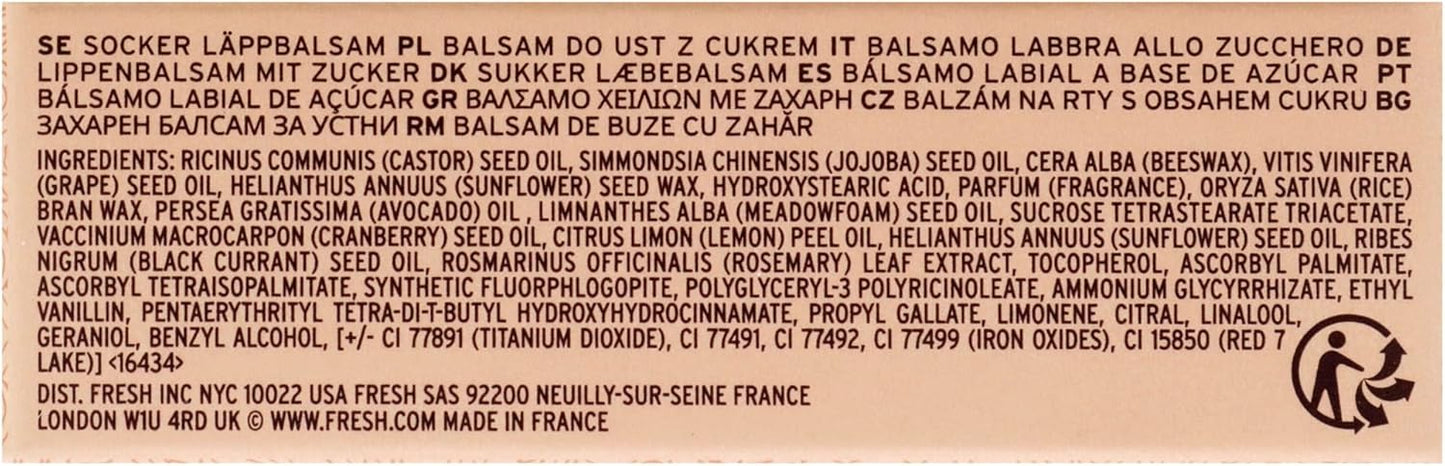 SE SOCKER LÄPPBALSAM PL BALSAM DO UST Z CUKREM IT BALSAMO LABBRA ALLO ZUCCHERO DE
LIPPENBALSAM MIT ZUCKER DK SUKKER LÆBEBALSAM ES BÁLSAMO LABIAL A BASE DE AZÚCAR PT
BÁLSAMO LABIAL DE AÇÚCAR GR ΒΑΛΣΑΜΟ ΧΕΙΛΙΩΝ ΜΕ ΖΑΧΑΡΗ CZ BALZÁM NA RTY S OBSAHEM CUKRU BG
ЗАХАРЕН БАЛСАМ ЗА УСТНИ RM BALSAM DE BUZE CU ZAHĂR
INGREDIENTS: RICINUS COMMUNIS (CASTOR) SEED OIL, SIMMONDSIA CHINENSIS (JOJOBA) SEED OIL, CERA ALBA (BEESWAX), VITIS VINIFERA
(GRAPE) SEED OIL, HELIANTHUS ANNUUS (SUNFLOWER) SEED WAX, HYDROXYSTEARIC ACID, PARFUM (FRAGRANCE), ORYZA SATIVA (RICE)
BRAN WAX, PERSEA GRATISSIMA (AVOCADO) OIL , LIMNANTHES ALBA (MEADOWFOAM) SEED OIL, SUCROSE TETRASTEARATE TRIACETATE,
VACCINIUM MACROCARPON (CRANBERRY) SEED OIL, CITRUS LIMON (LEMON) PEEL OIL, HELIANTHUS ANNUUS (SUNFLOWER) SEED OIL, RIBES
NIGRUM (BLACK CURRANT) SEED OIL, ROSMARINUS OFFICINALIS (ROSEMARY) LEAF EXTRACT, TOCOPHEROL, ASCORBYL PALMITATE,
ASCORBYL TETRAISOPALMITATE, SYNTHETIC FLUORPHLOGOPITE, POLYGLYCERYL-3 POLYRICINOLEATE, AMMONIUM GLYCYRRHIZATE, ETHYL
VANILLIN, PENTAERYTHRITYL TETRA-DI-T-BUTYL HYDROXYHYDROCINNAMATE, PROPYL GALLATE, LIMONENE, CITRAL, LINALOOL,
GERANIOL, BENZYL ALCOHOL, [+/- CI 77891 (TITANIUM DIOXIDE), CI 77491, CI 77492, CI 77499 (IRON OXIDES), CI 15850 (RED 7
LAKE)] <16434>
DIST. FRESH INC NYC 10022 USA FRESH SAS 92200 NEUILLY-SUR-SEINE FRANCE
LONDON W1U 4RD UK © WWW.FRESH.COM MADE IN FRANCE